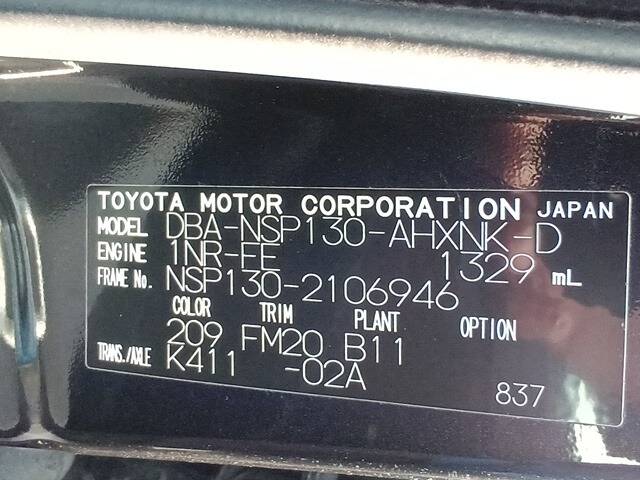 TOYOTA MOTOR CORPORATION JAPAN
MODEL DBA-NSP130-AHXNK-D
ENGINE 1NR-FE 1329 mL
FRAME No. NSP130-2106946
COLOR TRIM PLANT OPTION
209 FM20 B11
TRANS./AXLE K411 -02A
837